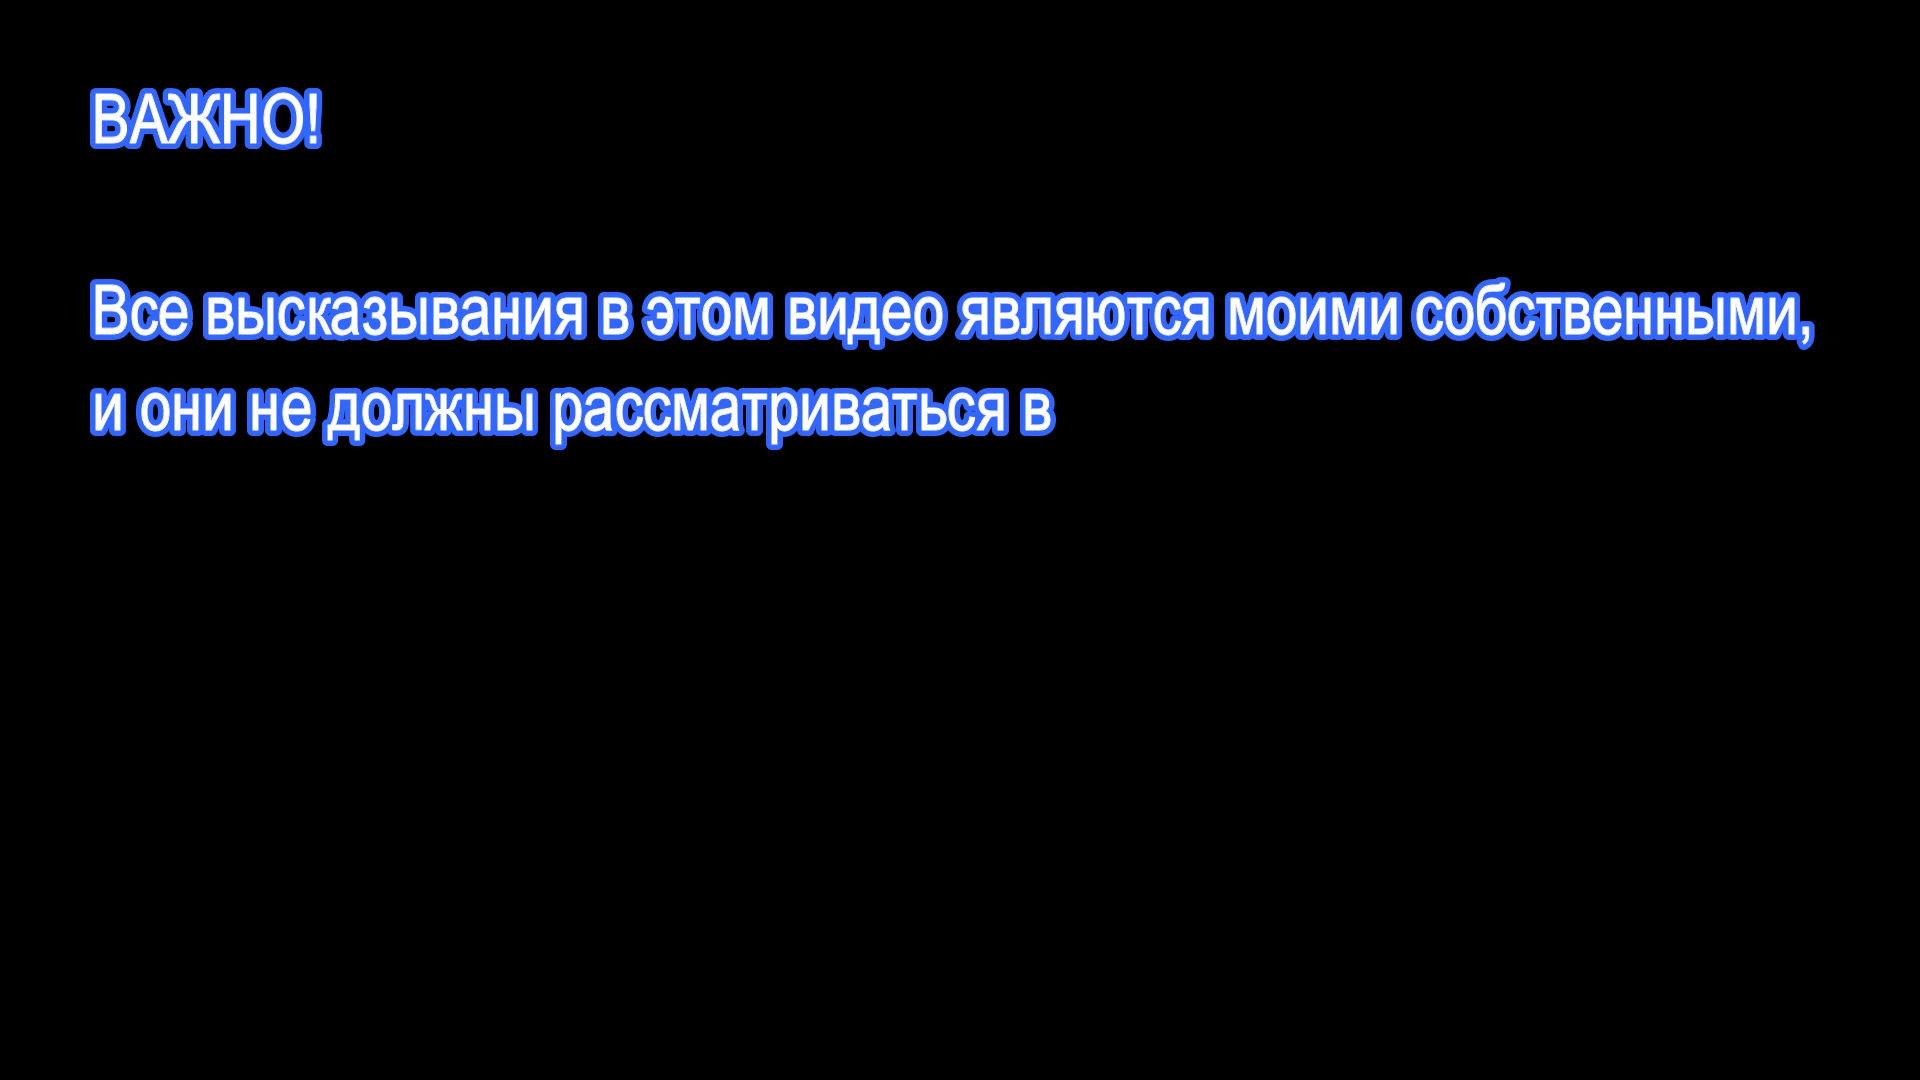 ВАЖНО!
Все высказывания в этом видео являются моими собственными,
и они не должны рассматриваться в